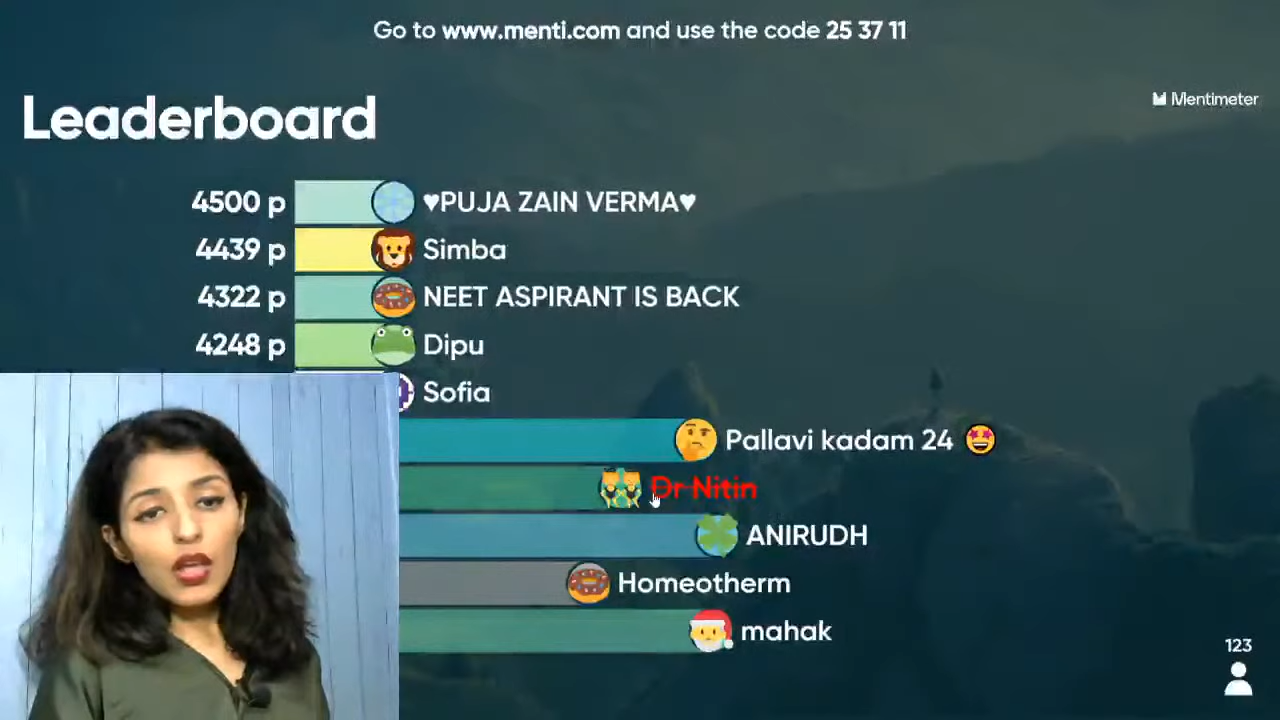 Go to www.menti.com and use the code 25 37 11
Leaderboard
Mentimeter
4500 p ♥PUJA ZAIN VERMA♥
4439 p Simba
4322 p NEET ASPIRANT IS BACK
4248 p Dipu
Sofia
Pallavi kadam 24 🤩
Dr Nitin
ANIRUDH
Homeotherm
mahak
123